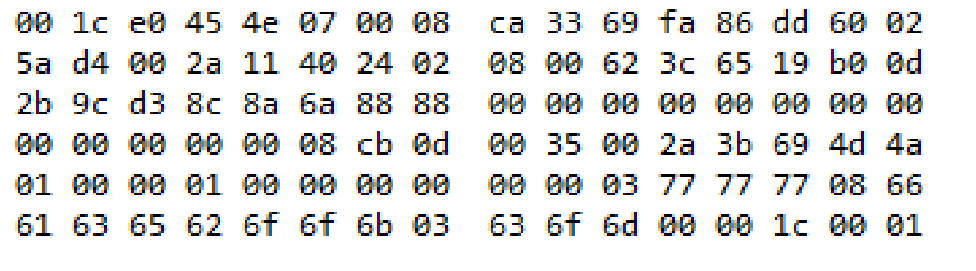 00 1c e0 45 4e 07 00 08 ca 33 69 fa 86 dd 60 02
5a d4 00 2a 11 40 24 02 08 00 62 3c 65 19 b0 0d
2b 9c d3 8c 8a 6a 88 88 00 00 00 00 00 00 00 00
00 00 00 00 00 08 cb 0d 00 35 00 2a 3b 69 4d 4a
01 00 00 01 00 00 00 00 00 00 03 77 77 77 08 66
61 63 65 62 6f 6f 6b 03 63 6f 6d 00 00 1c 00 01